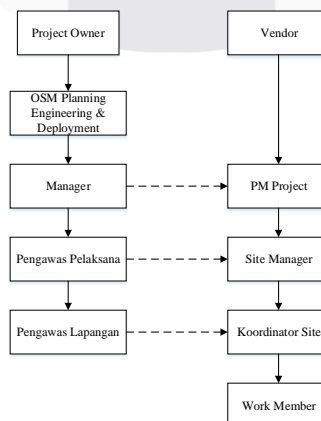 Project Owner
Vendor
OSM Planning
Engineering &
Deployment
Manager
PM Project
Pengawas Pelaksana
Site Manager
Pengawas Lapangan
Koordinator Site
Work Member